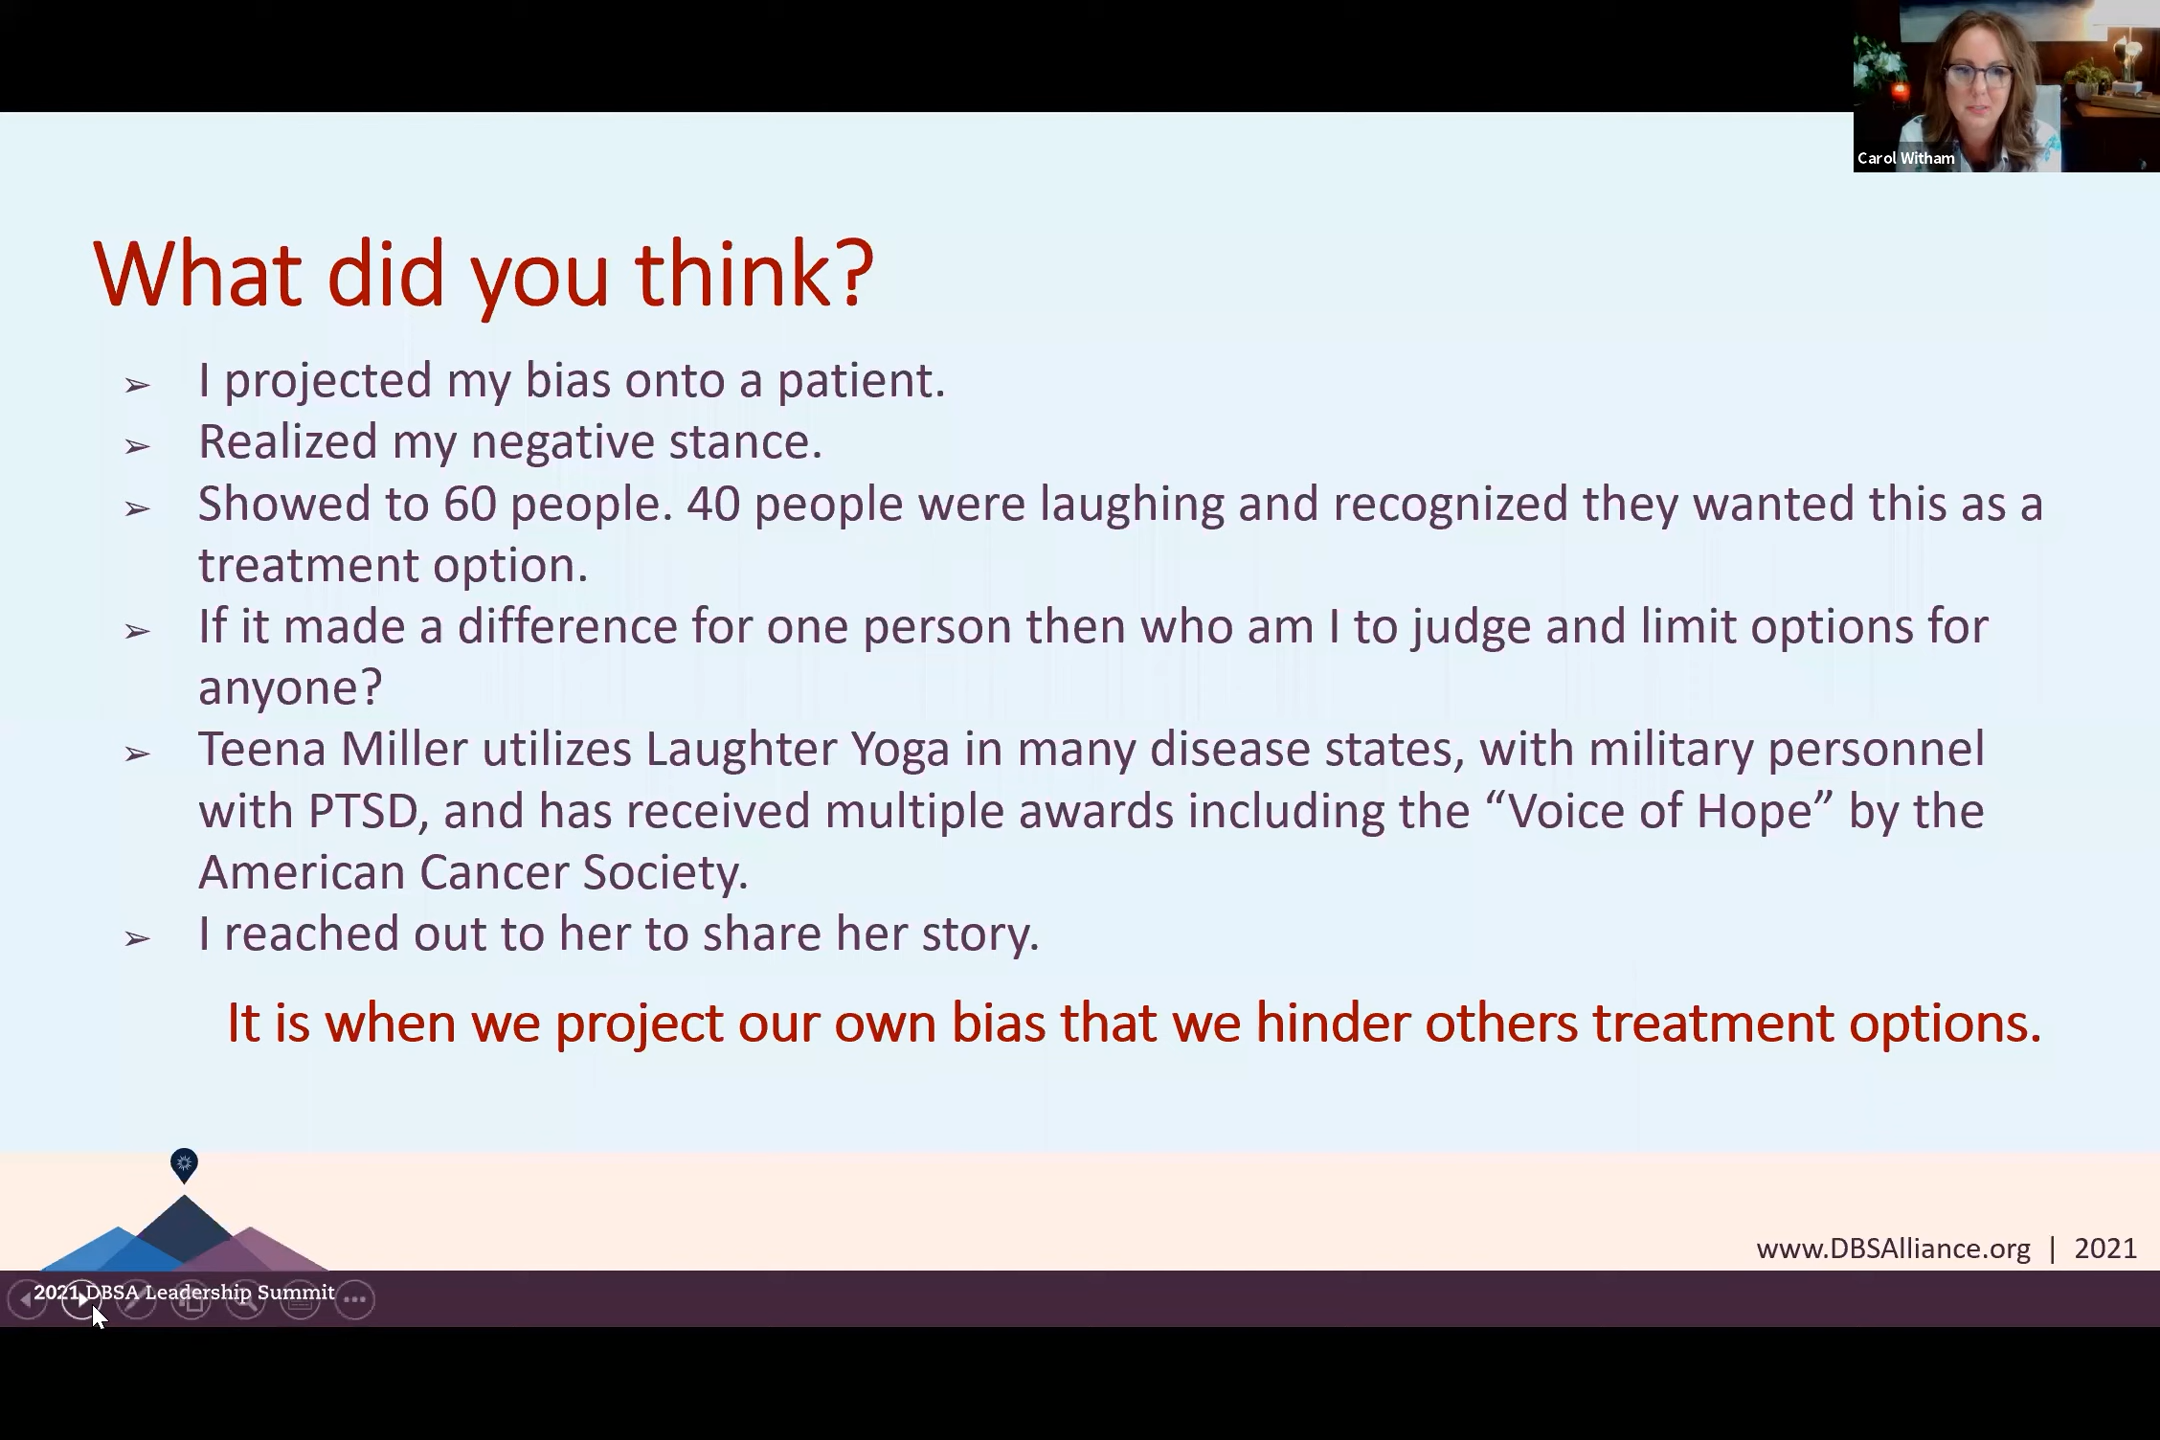 Carol Witham
What did you think?
➢ I projected my bias onto a patient.
➢ Realized my negative stance.
➢ Showed to 60 people. 40 people were laughing and recognized they wanted this as a
treatment option.
➢ If it made a difference for one person then who am I to judge and limit options for
anyone?
➢ Teena Miller utilizes Laughter Yoga in many disease states, with military personnel
with PTSD, and has received multiple awards including the “Voice of Hope” by the
American Cancer Society.
➢ I reached out to her to share her story.
It is when we project our own bias that we hinder others treatment options.
www.DBSAlliance.org | 2021
2021 DBSA Leadership Summit